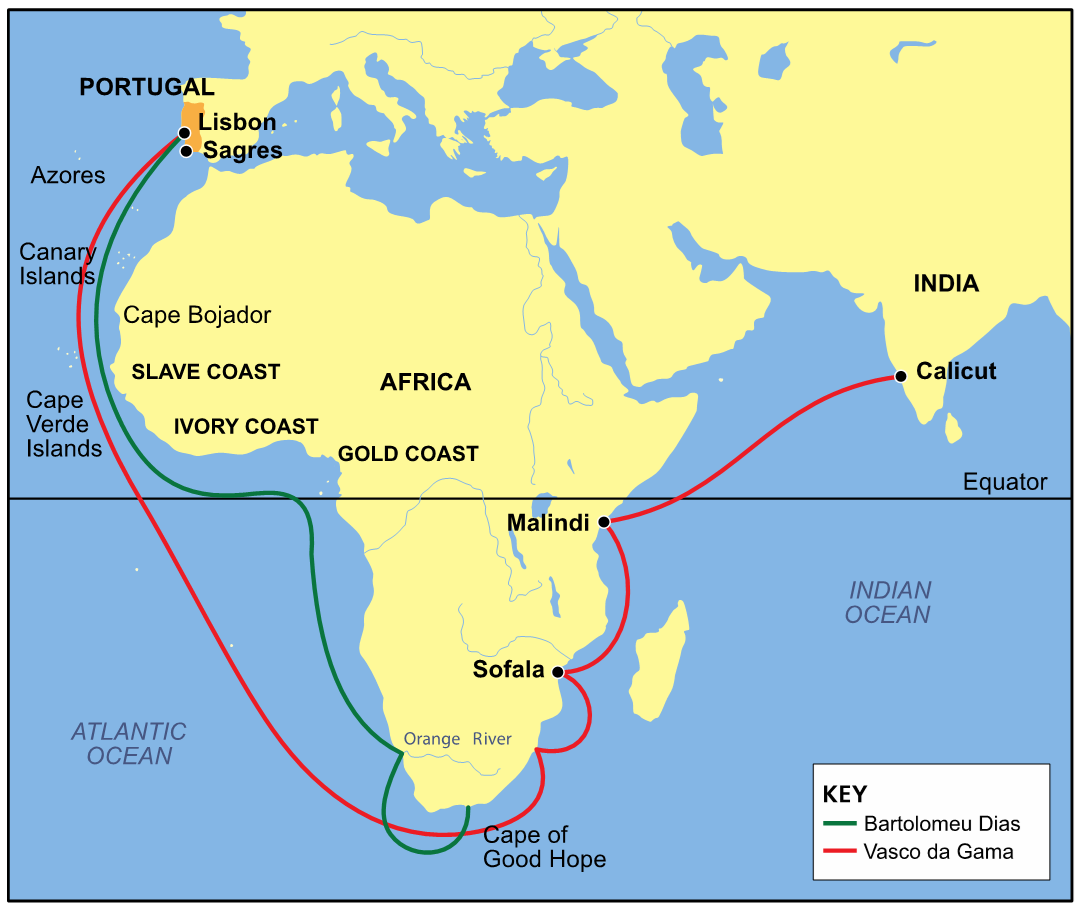 PORTUGAL
Lisbon
Sagres
Azores
Canary
Islands
Cape Bojador
INDIA
SLAVE COAST
AFRICA
Calicut
Cape
Verde
Islands
IVORY COAST
GOLD COAST
Equator
Malindi
INDIAN
OCEAN
Sofala
ATLANTIC
OCEAN
Orange River
Cape of
Good Hope
KEY
Bartolomeu Dias
Vasco da Gama